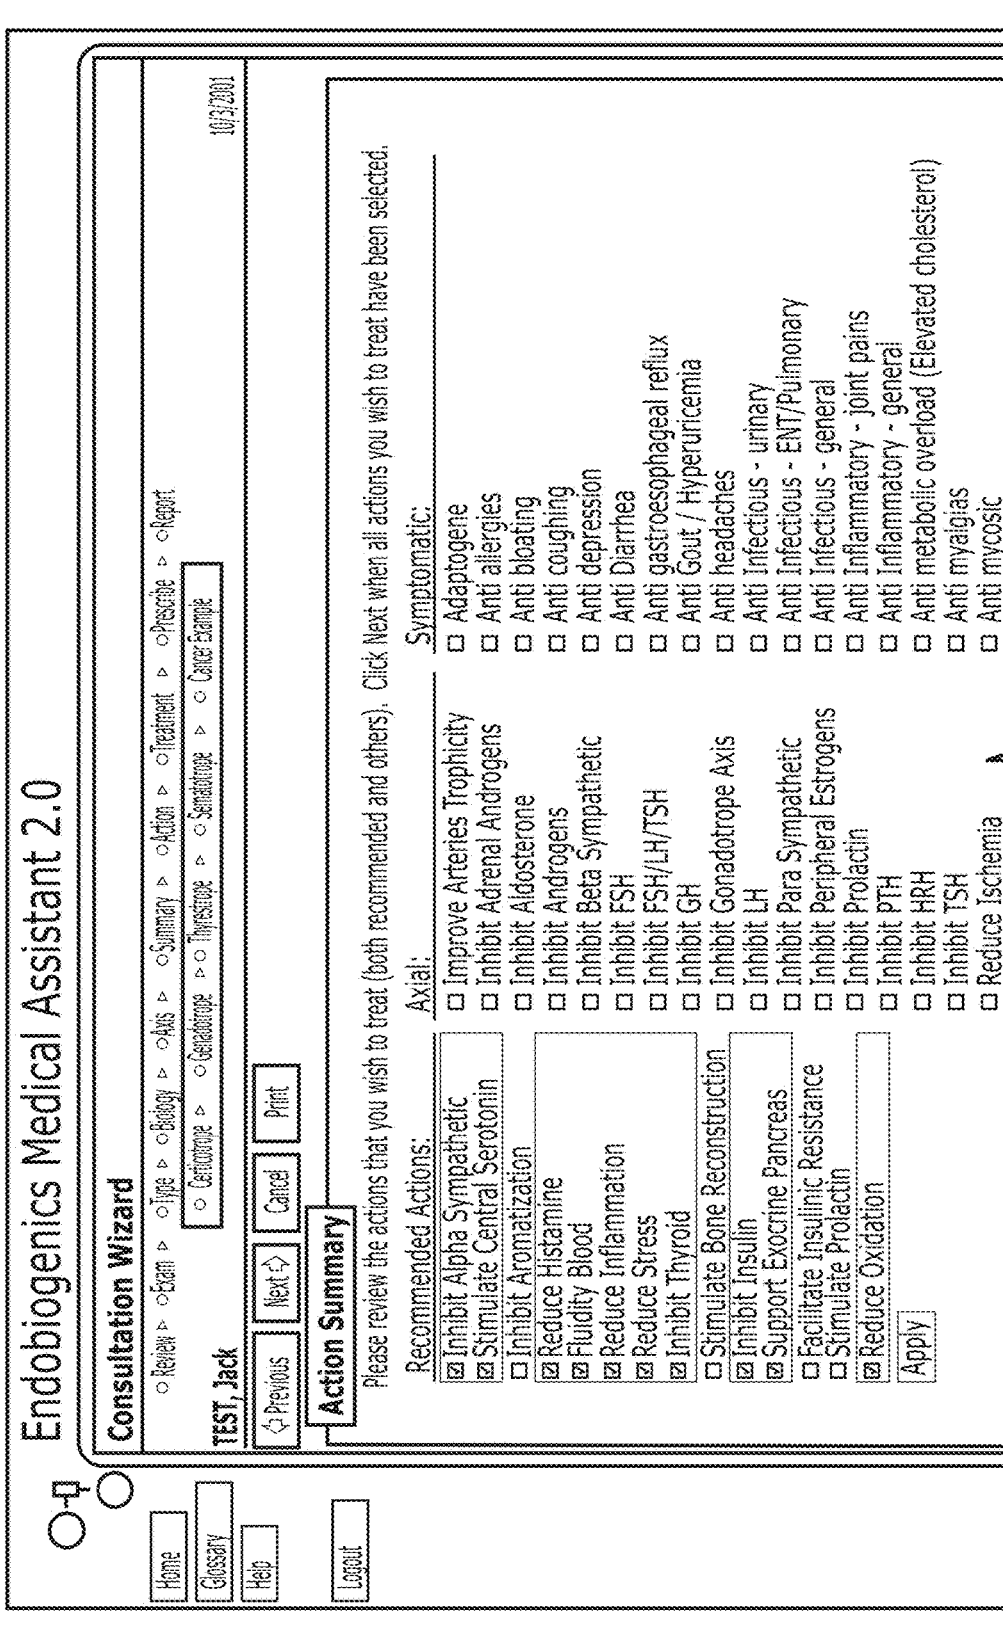 Endobiogenics Medical Assistant 2.0
Home
Glossary
Help
Logout
Consultation Wizard
Review Exam Type Biology Axis Summary Action Treatment Prescibe Report
Corticotrope Genadotrope Thyrestrope Sematotrope Cancer Example
TEST, Jack 10/3/2001
Previous Next Cancel Print
Action Summary
Please review the actions that you wish to treat (both recommended and others). Click Next when all actions you wish to treat have been selected.
Recommended Actions:
Inhibit Alpha Sympathetic
Stimulate Central Serotonin
Inhibit Aromatization
Reduce Histamine
Fluidity Blood
Reduce Inflammation
Reduce Stress
Inhibit Thyroid
Stimulate Bone Reconstruction
Inhibit Insulin
Support Exocrine Pancreas
Facilitate Insulinic Resistance
Stimulate Prolactin
Reduce Oxidation
Apply
Axial:
Improve Arteries Trophicity
Inhibit Adrenal Androgens
Inhibit Aldosterone
Inhibit Androgens
Inhibit Beta Sympathetic
Inhibit FSH
Inhibit FSH/LH/TSH
Inhibit GH
Inhibit Gonadotrope Axis
Inhibit LH
Inhibit Para Sympathetic
Inhibit Peripheral Estrogens
Inhibit Prolactin
Inhibit PTH
Inhibit HRH
Inhibit TSH
Reduce Ischemia
Symptomatic:
Adaptogene
Anti allergies
Anti bloating
Anti coughing
Anti depression
Anti Diarrhea
Anti gastroesophageal reflux
Anti Gout / Hyperuricemia
Anti headaches
Anti Infectious - urinary
Anti Infectious - ENT/Pulmonary
Anti Infectious - general
Anti Inflammatory - joint pains
Anti Inflammatory - general
Anti metabolic overload (Elevated cholesterol)
Anti myalgias
Anti mycosic